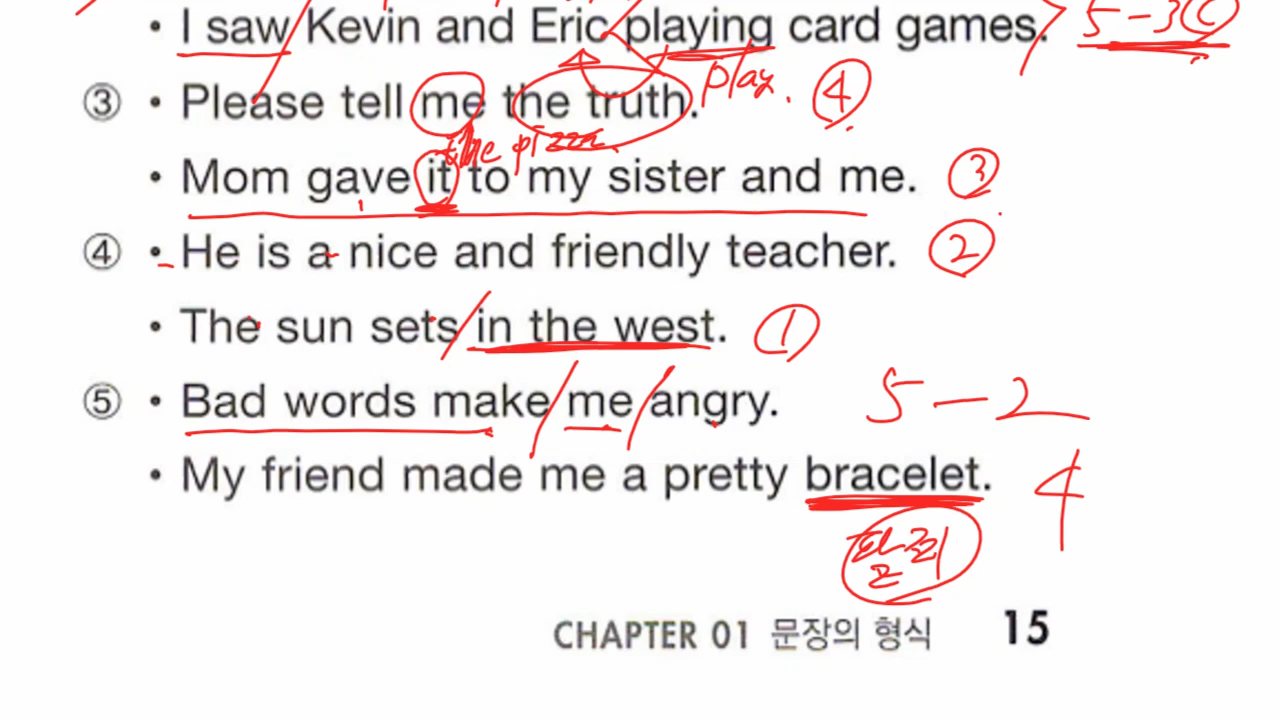 • I saw Kevin and Eric playing card games. 5-3(C)
play.
③ • Please tell me the truth. ④
the pizza
• Mom gave it to my sister and me. ③
④ • He is a nice and friendly teacher. ②
• The sun sets in the west. ①
⑤ • Bad words make me angry. 5-2
• My friend made me a pretty bracelet. 4
팔찌
CHAPTER 01 문장의 형식 15